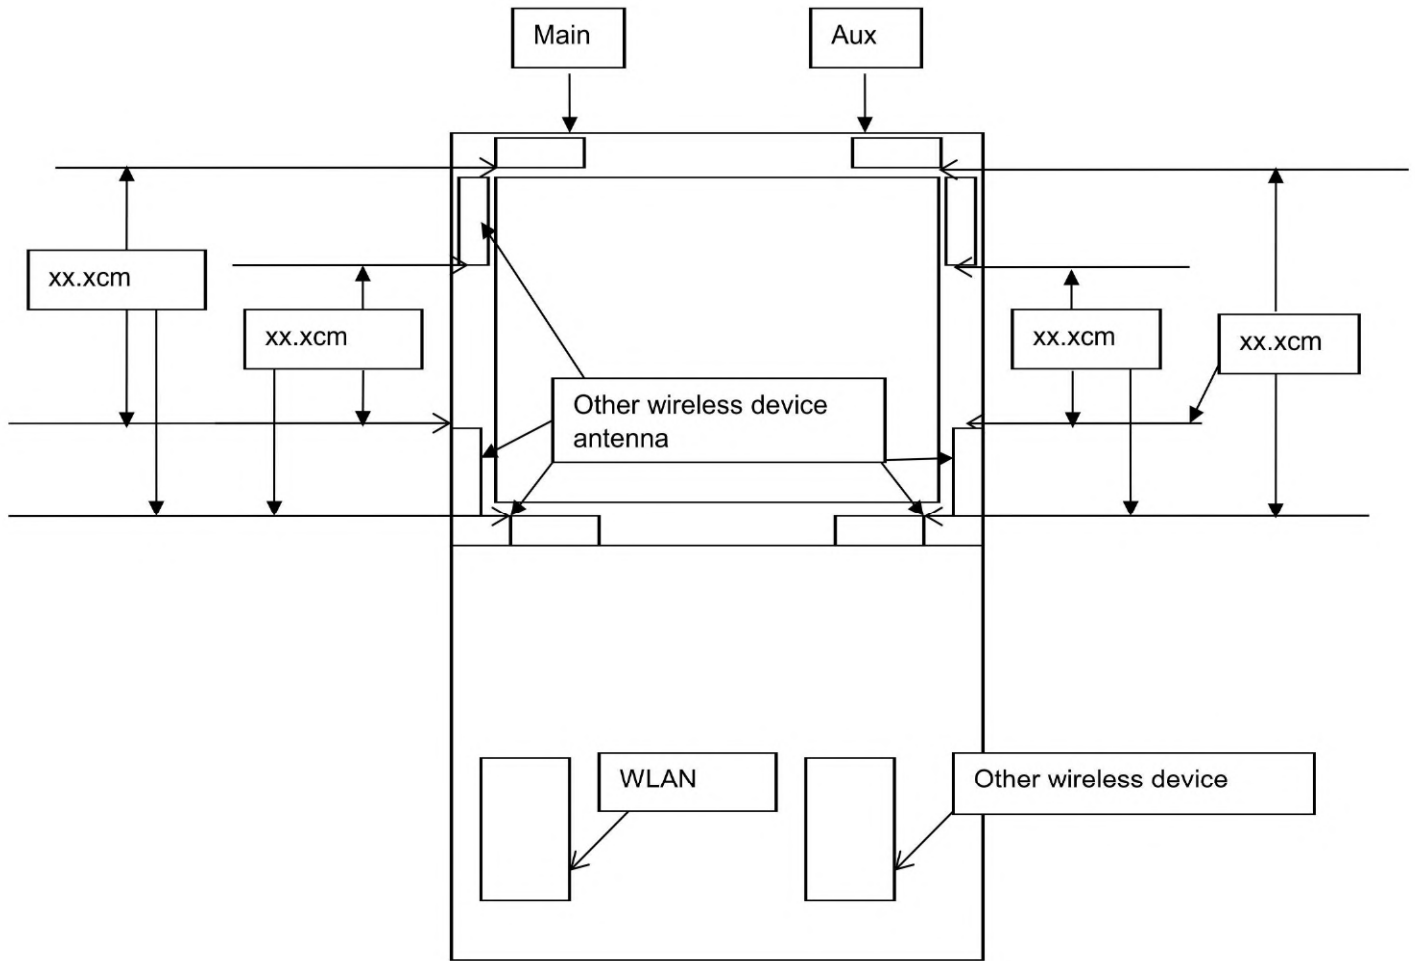 Main
Aux
xx.xcm
xx.xcm
xx.xcm
xx.xcm
Other wireless device
antenna
WLAN
Other wireless device